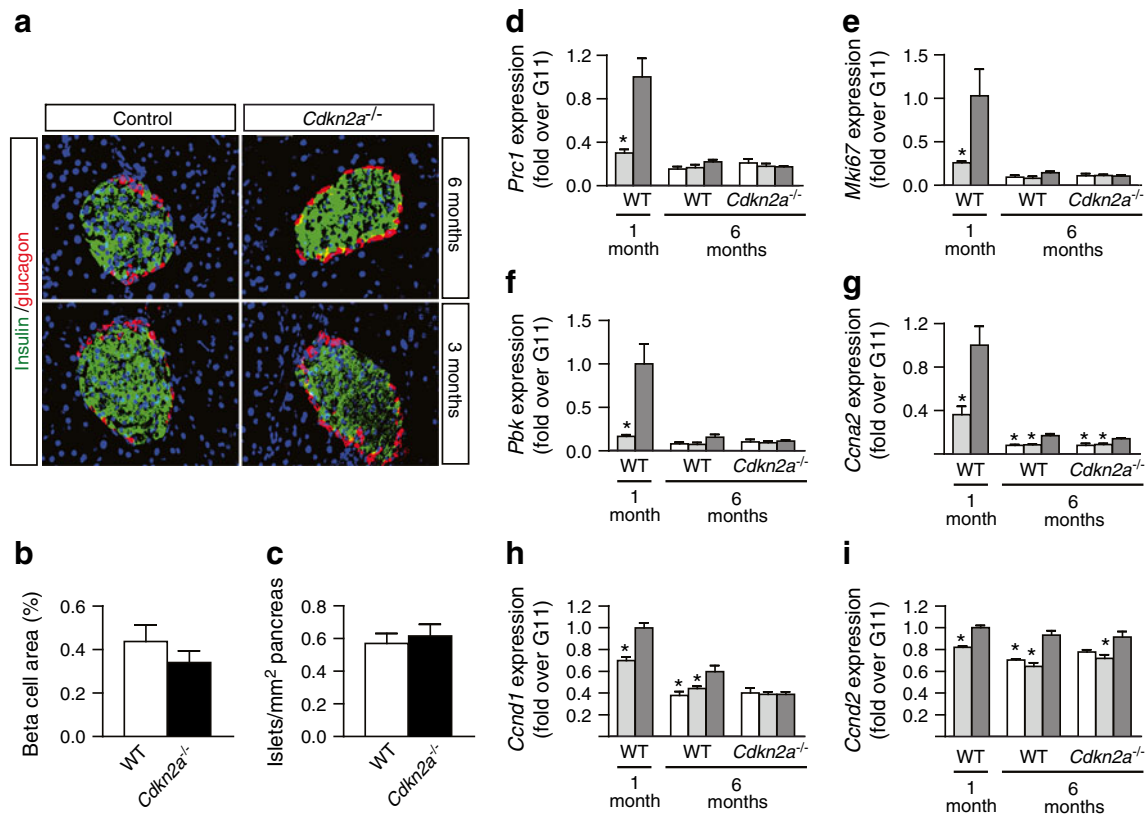 a
Control
Cdkn2a-/-
Insulin/glucagon
6 months
3 months
b
Beta cell area (%)
0.6
0.4
0.2
0.0
WT
Cdkn2a-/-
c
Islets/mm2 pancreas
0.8
0.6
0.4
0.2
0.0
WT
Cdkn2a-/-
d
Prc1 expression
(fold over G11)
1.2
0.8
0.4
0.0
*
WT
WT
Cdkn2a-/-
1
month
6
months
e
Mki67 expression
(fold over G11)
1.5
1.0
0.5
0.0
*
WT
WT
Cdkn2a-/-
1
month
6
months
f
Pbk expression
(fold over G11)
1.5
1.0
0.5
0.0
*
WT
WT
Cdkn2a-/-
1
month
6
months
g
Ccna2 expression
(fold over G11)
1.2
0.8
0.4
*
* *
* *
WT
WT
Cdkn2a-/-
1
month
6
months
h
Ccnd1 expression
(fold over G11)
1.2
1.0
0.8
0.6
0.4
0.2
*
* *
WT
WT
Cdkn2a-/-
1
month
6
months
i
Ccnd2 expression
(fold over G11)
1.2
1.0
0.8
0.6
0.4
0.2
*
* *
*
WT
WT
Cdkn2a-/-
1
month
6
months